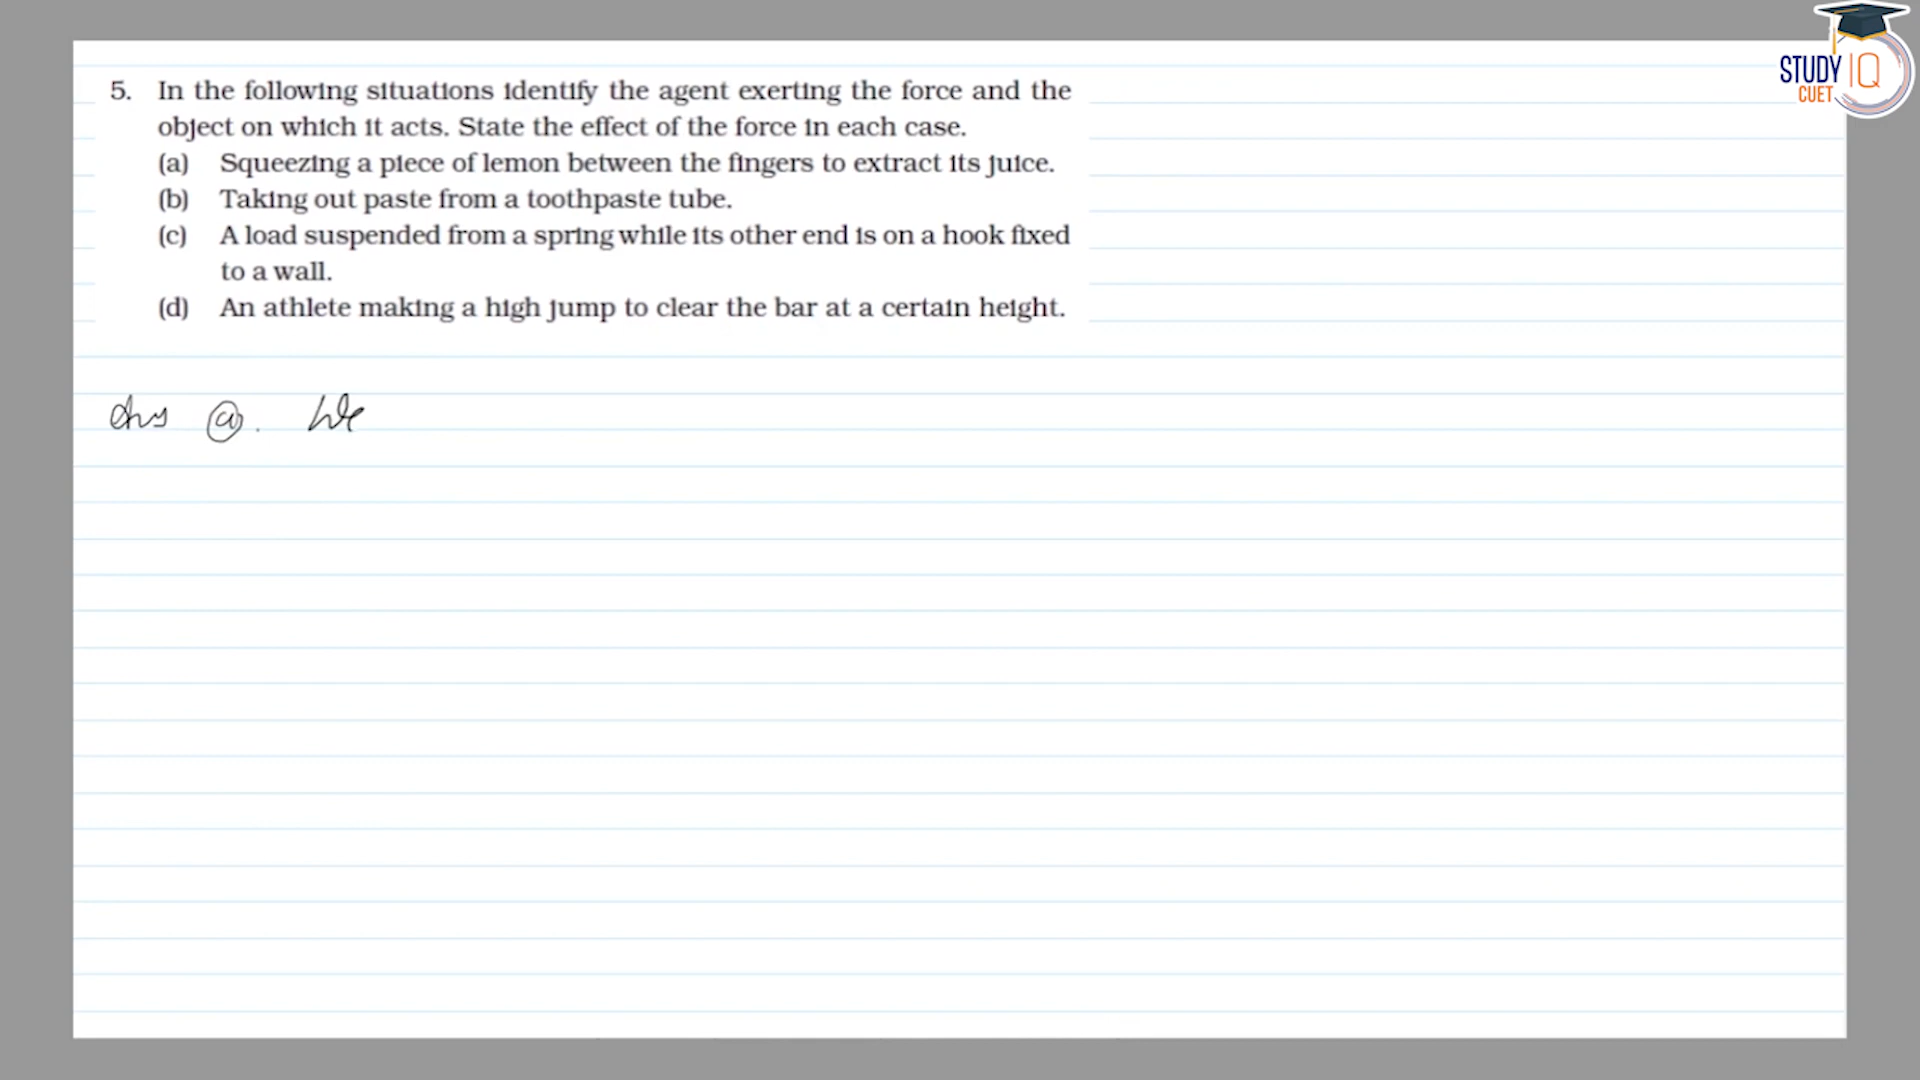 5. In the following situations identify the agent exerting the force and the
object on which it acts. State the effect of the force in each case.
(a) Squeezing a piece of lemon between the fingers to extract its juice.
(b) Taking out paste from a toothpaste tube.
(c) A load suspended from a spring while its other end is on a hook fixed
to a wall.
(d) An athlete making a high jump to clear the bar at a certain height.
Ans (a). We
STUDY IQ
CUET